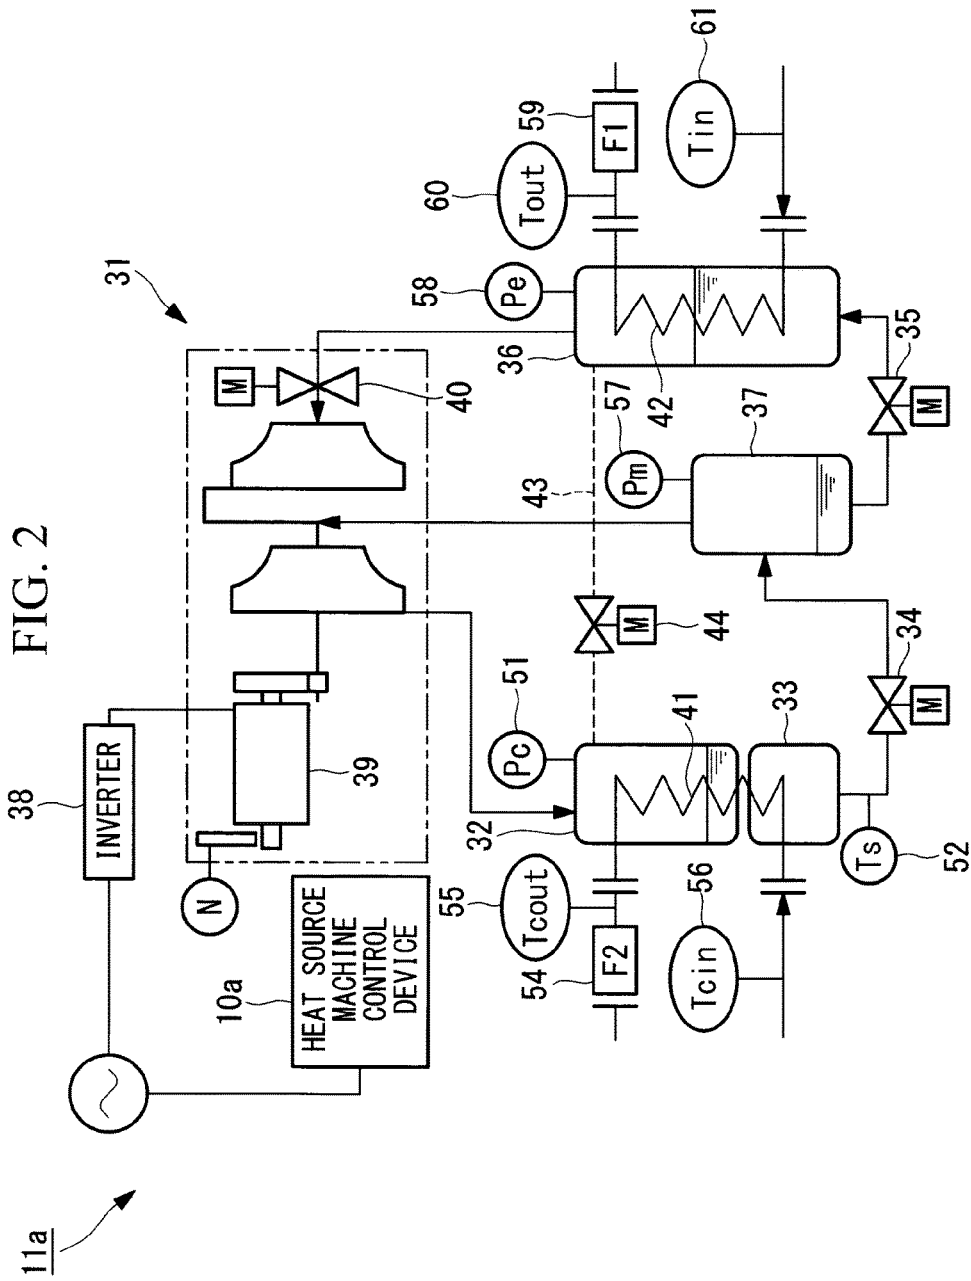 FIG. 2
11a
38
INVERTER
31
N
39
M
40
10a
HEAT SOURCE
MACHINE
CONTROL
DEVICE
55
Tcout
54
F2
56
Tcin
51
Pc
32
41
33
Ts
52
34
M
44
M
43
57
Pm
37
35
M
58
Pe
36
42
60
Tout
59
F1
61
Tin